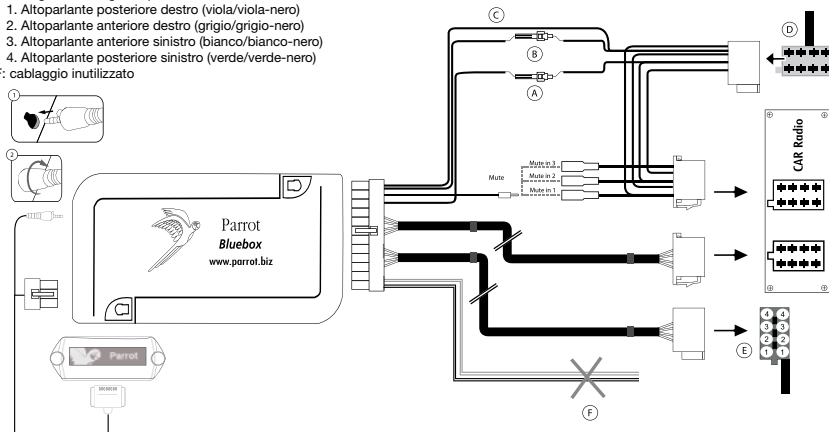 1. Altoparlante posteriore destro (viola/viola-nero)
2. Altoparlante anteriore destro (grigio/grigio-nero)
3. Altoparlante anteriore sinistro (bianco/bianco-nero)
4. Altoparlante posteriore sinistro (verde/verde-nero)
F: cablaggio inutilizzato
C
B
A
D
1
2
Mute
Mute in 3
Mute in 2
Mute in 1
CAR Radio
Parrot
Bluebox
www.parrot.biz
Parrot
4 4
3 3
2 2
1 1
E
F